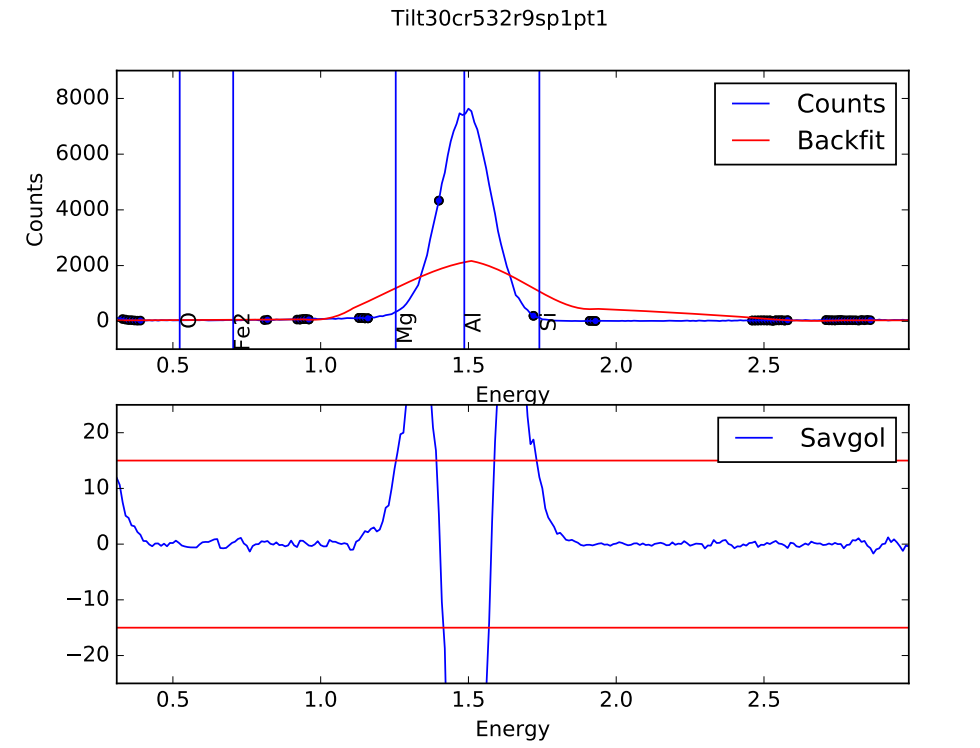 Tilt30cr532r9sp1pt1
Counts
8000
6000
4000
2000
0
Counts
Backfit
O
Fe2
Mg
Al
Si
0.5 1.0 1.5 2.0 2.5
Energy
20
10
0
−10
−20
Savgol
0.5 1.0 1.5 2.0 2.5
Energy